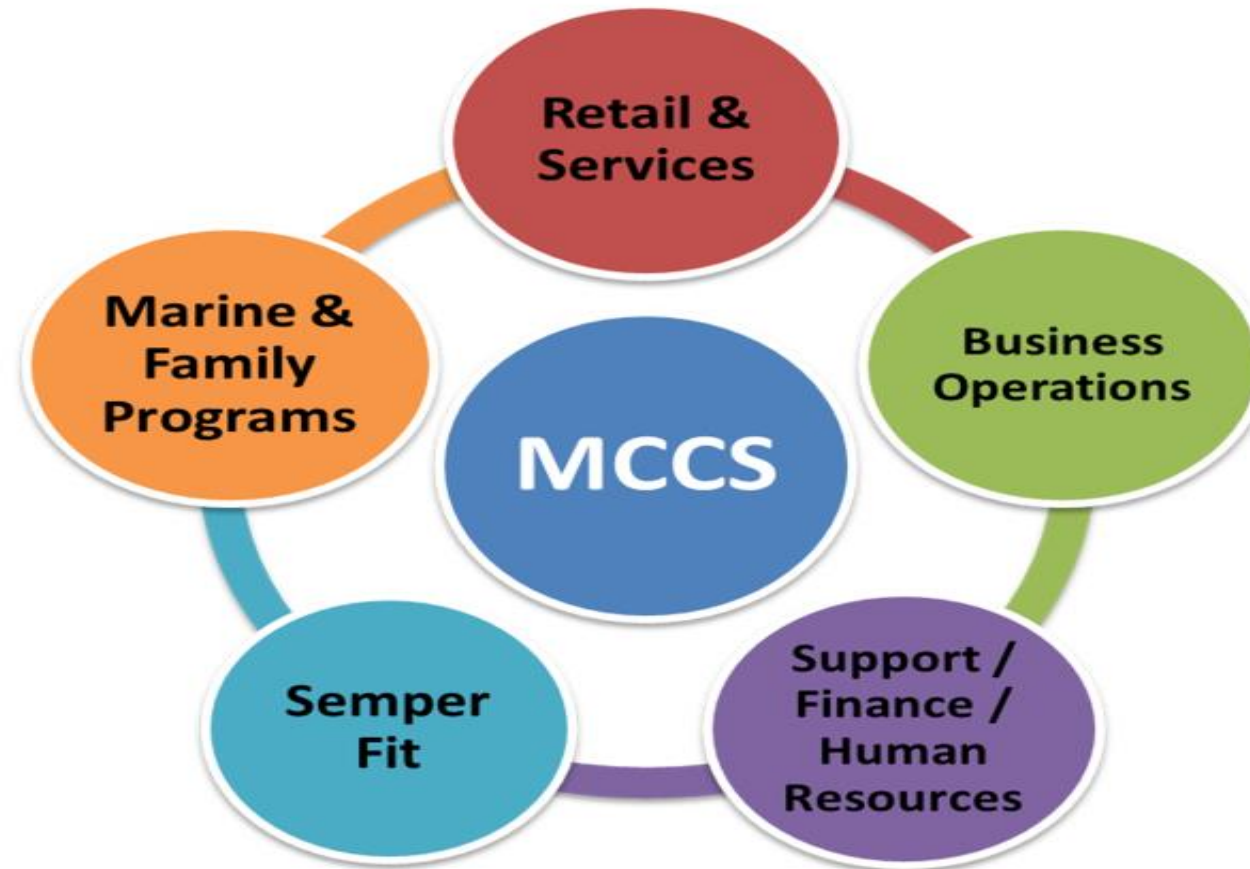 Retail &
Services
Business
Operations
Support /
Finance /
Human
Resources
Semper
Fit
Marine &
Family
Programs
MCCS